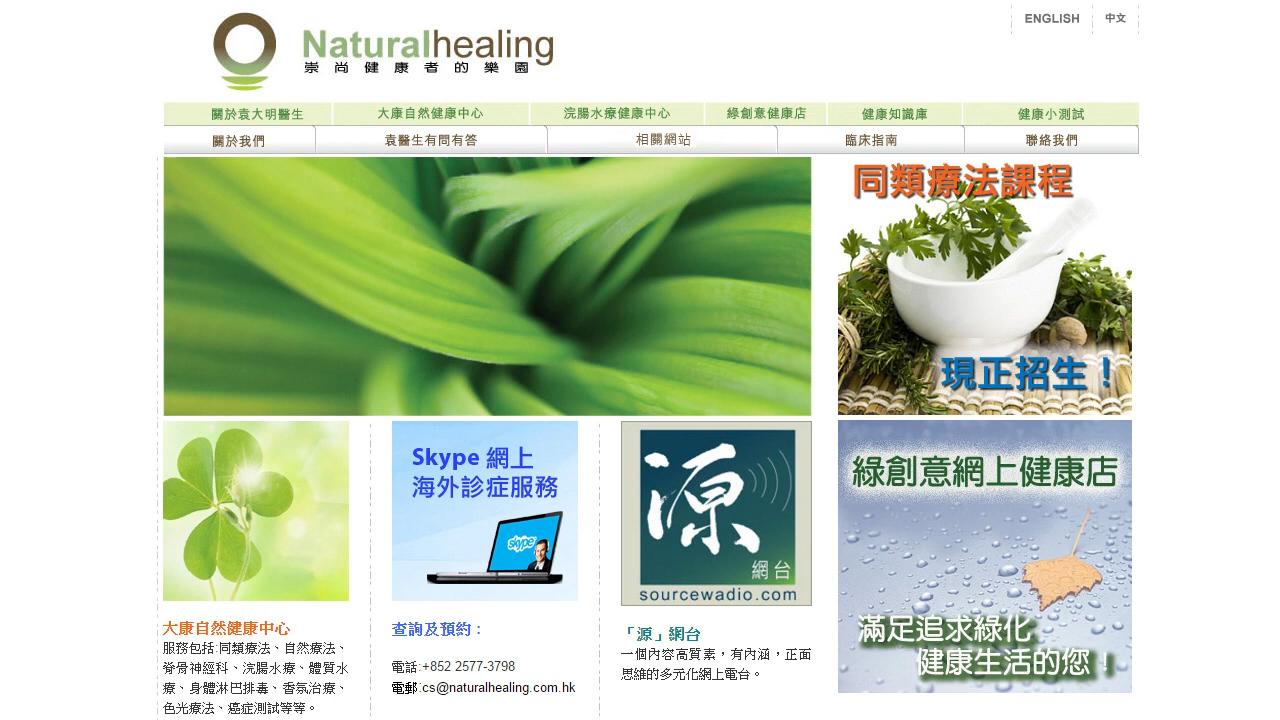 ENGLISH 中文
Naturalhealing
崇尚健康者的樂園
關於袁大明醫生 大康自然健康中心 浣腸水療健康中心 綠創意健康店 健康知識庫 健康小測試
關於我們 袁醫生有問有答 相關網站 臨床指南 聯絡我們
同類療法課程
現正招生！
Skype 網上
海外診症服務
skype
源
網台
sourcewadio.com
綠創意網上健康店
滿足追求綠化
健康生活的您！
大康自然健康中心
服務包括:同類療法、自然療法、
脊骨神經科、浣腸水療、體質水
療、身體淋巴排毒、香氛治療、
色光療法、癌症測試等等。
查詢及預約：
電話:+852 2577-3798
電郵:cs@naturalhealing.com.hk
「源」網台
一個內容高質素，有內涵，正面
思維的多元化網上電台。